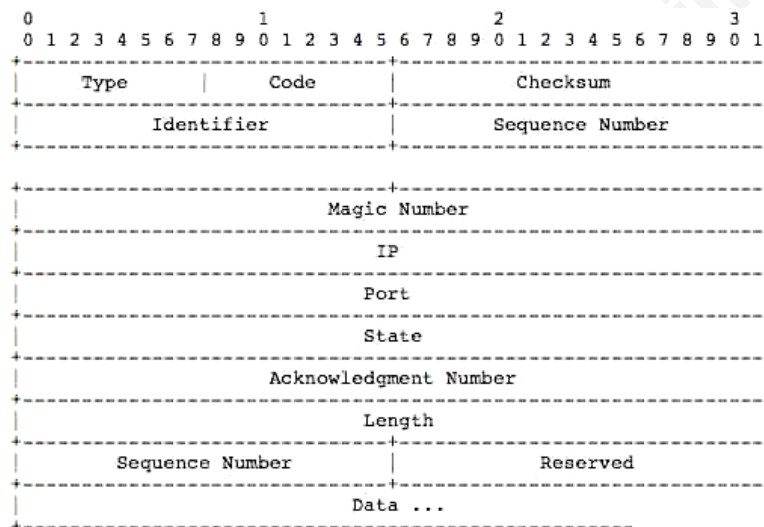 0 1 2 3
0 1 2 3 4 5 6 7 8 9 0 1 2 3 4 5 6 7 8 9 0 1 2 3 4 5 6 7 8 9 0 1
Type | Code | Checksum
Identifier | Sequence Number
Magic Number
IP
Port
State
Acknowledgment Number
Length
Sequence Number | Reserved
Data ...